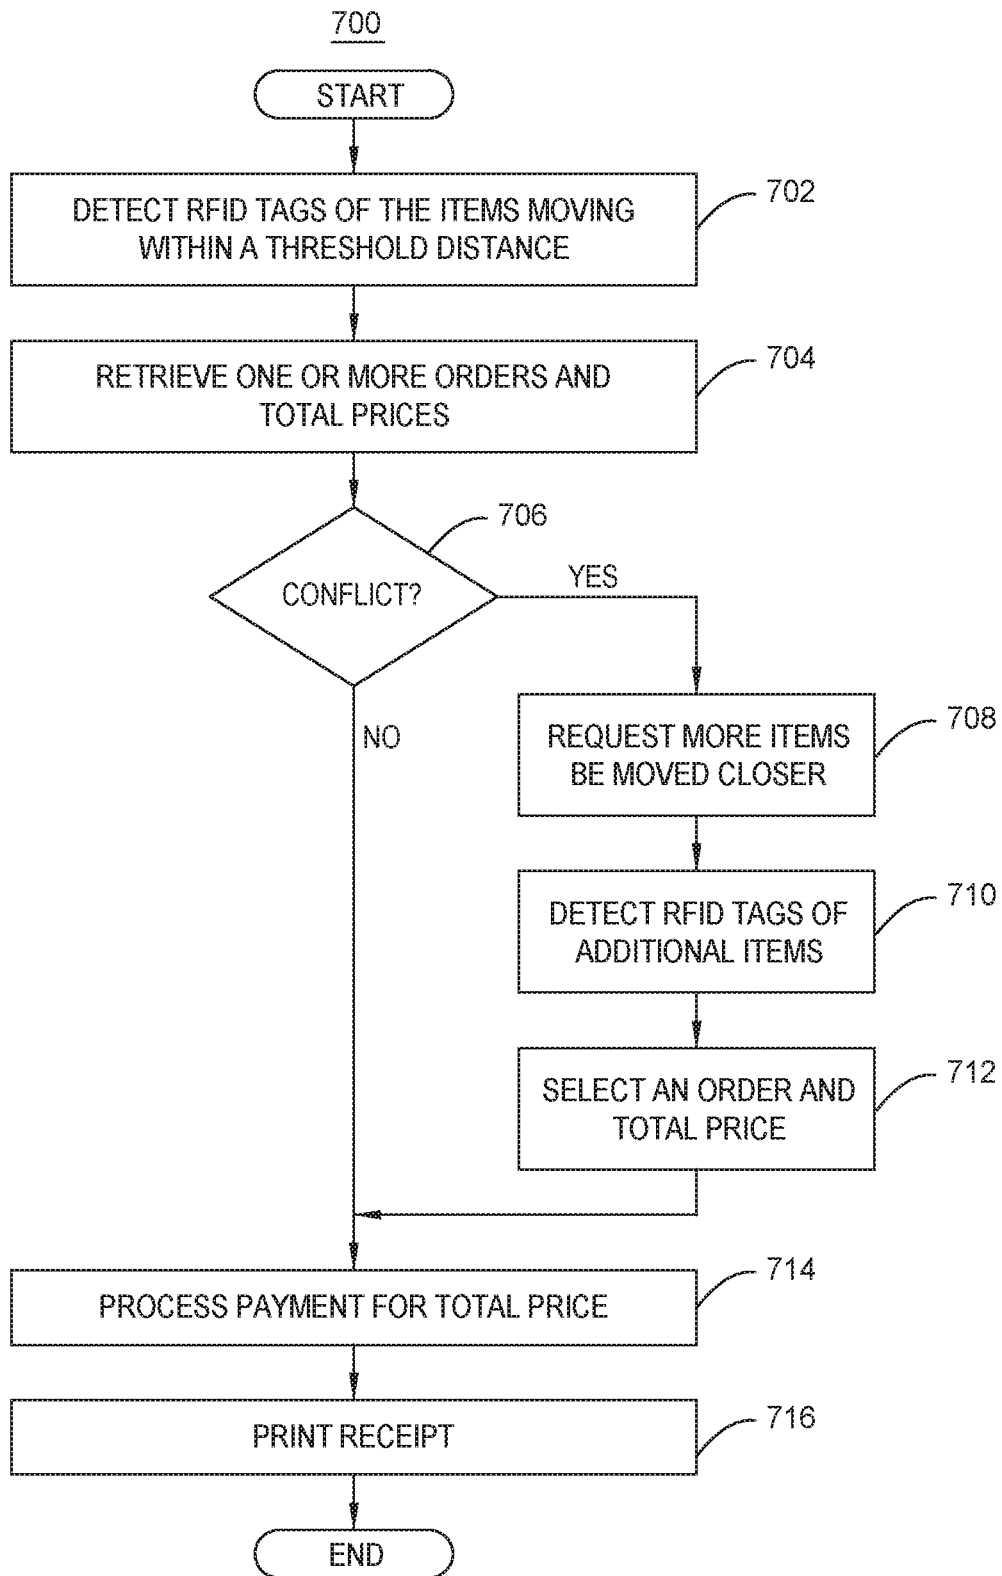 700
START
DETECT RFID TAGS OF THE ITEMS MOVING
WITHIN A THRESHOLD DISTANCE
702
RETRIEVE ONE OR MORE ORDERS AND
TOTAL PRICES
704
CONFLICT?
706
YES
NO
REQUEST MORE ITEMS
BE MOVED CLOSER
708
DETECT RFID TAGS OF
ADDITIONAL ITEMS
710
SELECT AN ORDER AND
TOTAL PRICE
712
PROCESS PAYMENT FOR TOTAL PRICE
714
PRINT RECEIPT
716
END